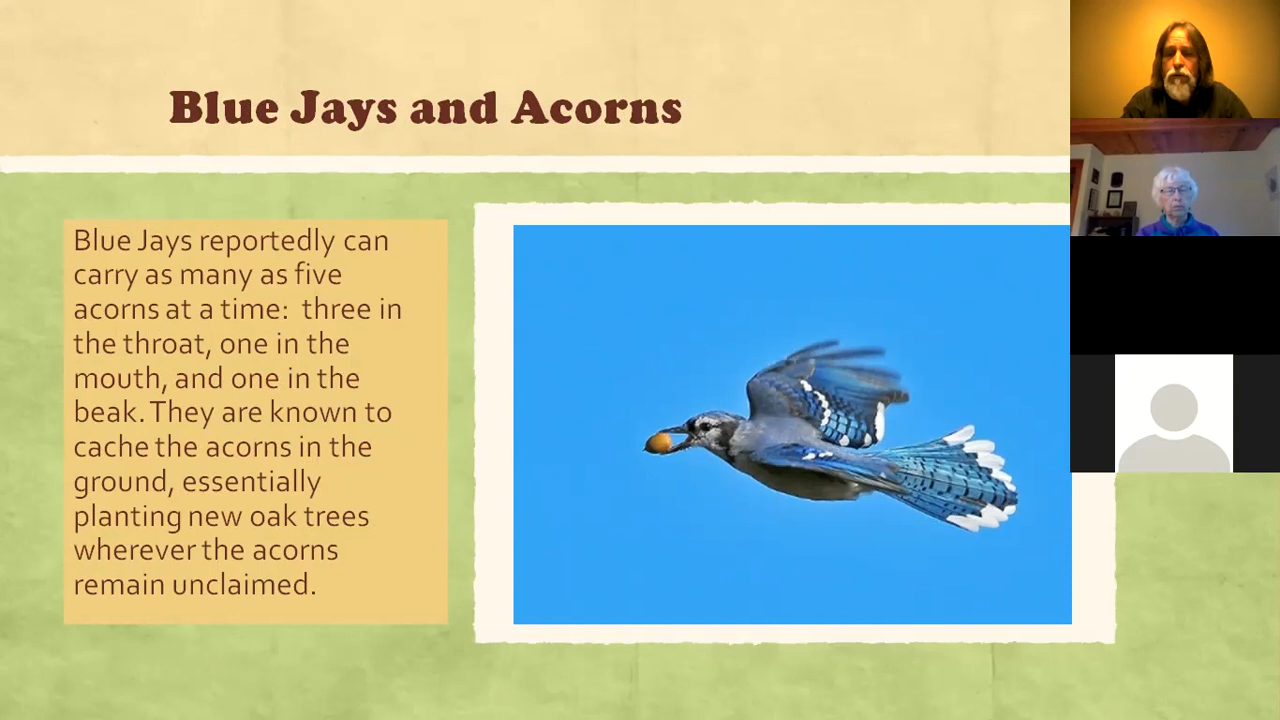 Blue Jays and Acorns
Blue Jays reportedly can
carry as many as five
acorns at a time:  three in
the throat, one in the
mouth, and one in the
beak. They are known to
cache the acorns in the
ground, essentially
planting new oak trees
wherever the acorns
remain unclaimed.